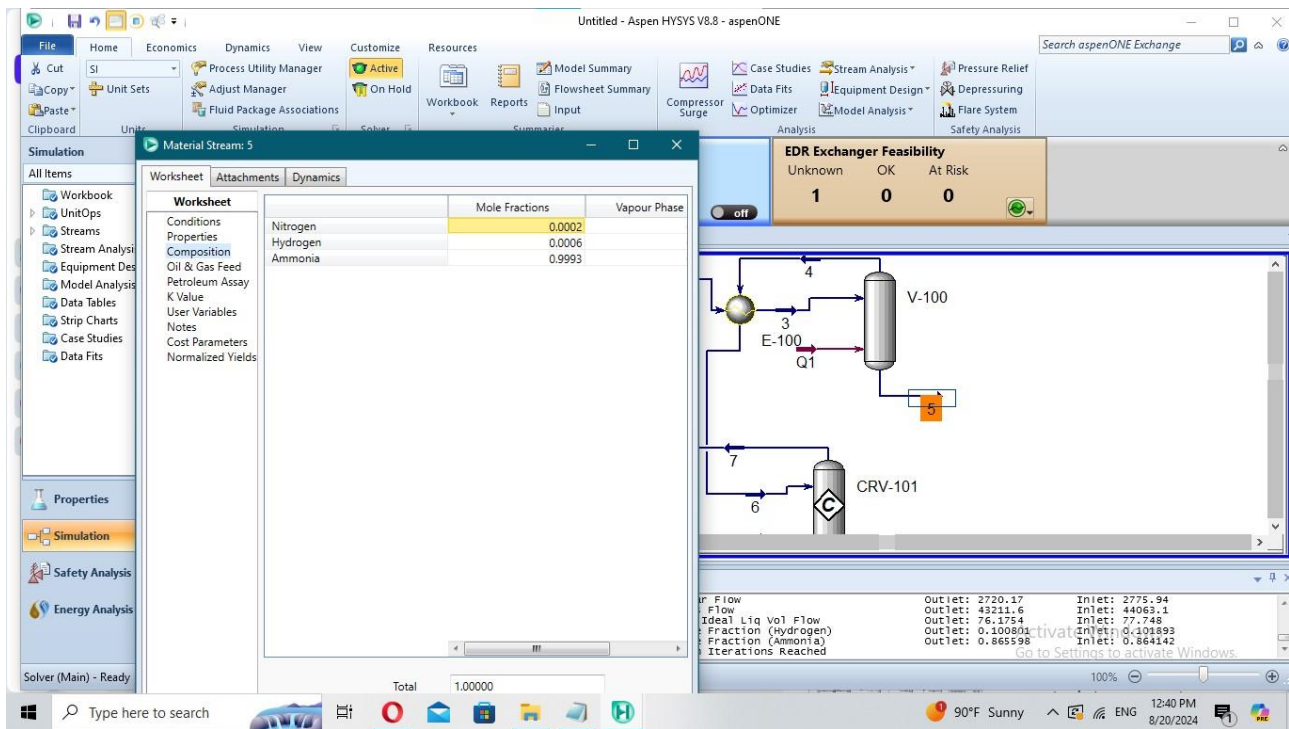 Untitled - Aspen HYSYS V8.8 - aspenONE
File Home Economics Dynamics View Customize Resources
Search aspenONE Exchange
Cut
Copy
Paste
Clipboard
SI
Unit Sets
Units
Process Utility Manager
Adjust Manager
Fluid Package Associations
Simulation
Active
On Hold
Solver
Workbook
Reports
Model Summary
Flowsheet Summary
Input
Summaries
Compressor Surge
Case Studies
Data Fits
Optimizer
Stream Analysis
Equipment Design
Model Analysis
Analysis
Pressure Relief
Depressuring
Flare System
Safety Analysis
Simulation
All Items
Workbook
UnitOps
Streams
Stream Analysi
Equipment Des
Model Analysis
Data Tables
Strip Charts
Case Studies
Data Fits
Properties
Simulation
Safety Analysis
Energy Analysis
Material Stream: 5
Worksheet Attachments Dynamics
Worksheet
Conditions
Properties
Composition
Oil & Gas Feed
Petroleum Assay
K Value
User Variables
Notes
Cost Parameters
Normalized Yields
Mole Fractions Vapour Phase
Nitrogen 0.0002
Hydrogen 0.0006
Ammonia 0.9993
Total 1.00000
off
EDR Exchanger Feasibility
Unknown OK At Risk
1 0 0
4
V-100
3
E-100
Q1
5
7
CRV-101
6
C
r Flow Outlet: 2720.17 Inlet: 2775.94
Flow Outlet: 43211.6 Inlet: 44063.1
Ideal Liq Vol Flow Outlet: 76.1754 Inlet: 77.748
Fraction (Hydrogen) Outlet: 0.100801 Inlet: 0.101893
Fraction (Ammonia) Outlet: 0.865598 Inlet: 0.864142
Iterations Reached
Activate Windows
Go to Settings to activate Windows.
Solver (Main) - Ready
100%
Type here to search
90°F Sunny
ENG
12:40 PM
8/20/2024
1
PRE